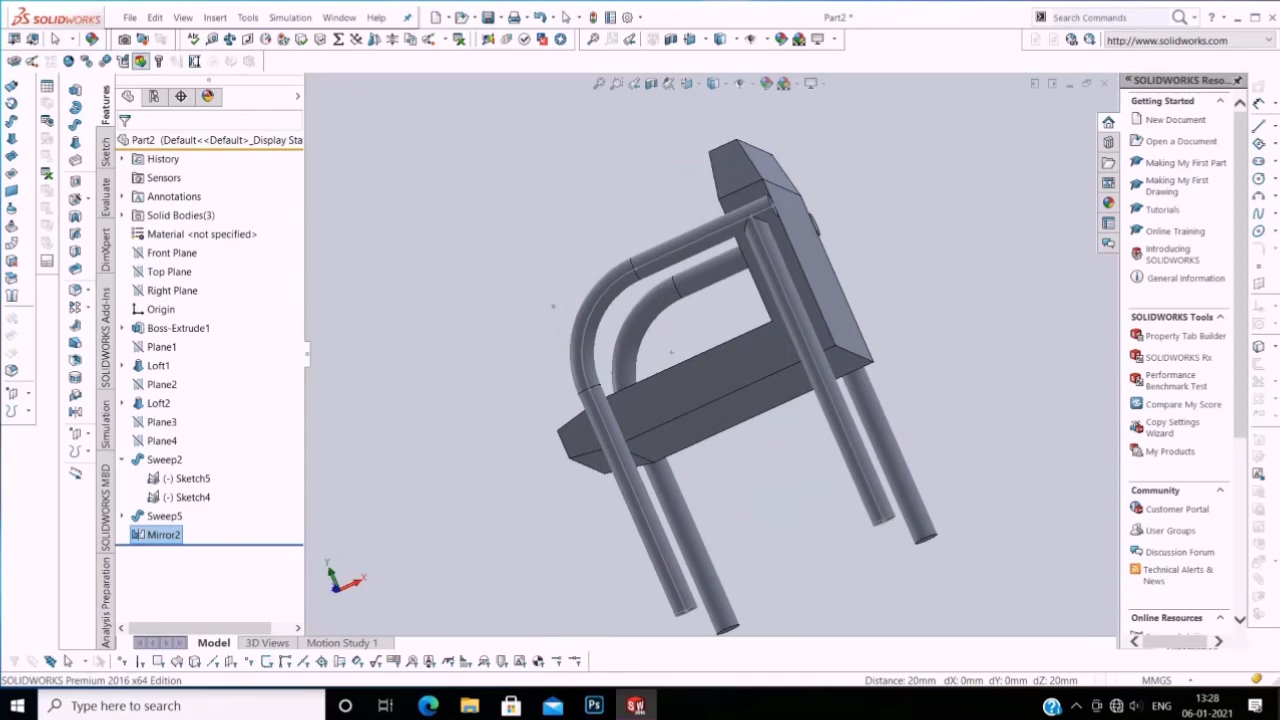 SOLIDWORKS
File Edit View Insert Tools Simulation Window Help
Part2 *
Search Commands
http://www.solidworks.com
Features
Sketch
Evaluate
DimXpert
SOLIDWORKS Add-Ins
Simulation
SOLIDWORKS MBD
Analysis Preparation
Part2 (Default<<Default>_Display Sta
History
Sensors
Annotations
Solid Bodies(3)
Material <not specified>
Front Plane
Top Plane
Right Plane
Origin
Boss-Extrude1
Plane1
Loft1
Plane2
Loft2
Plane3
Plane4
Sweep2
(-) Sketch5
(-) Sketch4
Sweep5
Mirror2
Y
X
Model 3D Views Motion Study 1
SOLIDWORKS Reso...
Getting Started
New Document
Open a Document
Making My First Part
Making My First
Drawing
Tutorials
Online Training
Introducing
SOLIDWORKS
General Information
SOLIDWORKS Tools
Property Tab Builder
SOLIDWORKS Rx
Performance
Benchmark Test
Compare My Score
Copy Settings
Wizard
My Products
Community
Customer Portal
User Groups
Discussion Forum
Technical Alerts &
News
Online Resources
SOLIDWORKS Premium 2016 x64 Edition
Distance: 20mm dX: 0mm dY: 0mm dZ: 20mm
MMGS
Type here to search
Ps
SW
ENG
13:28
06-01-2021